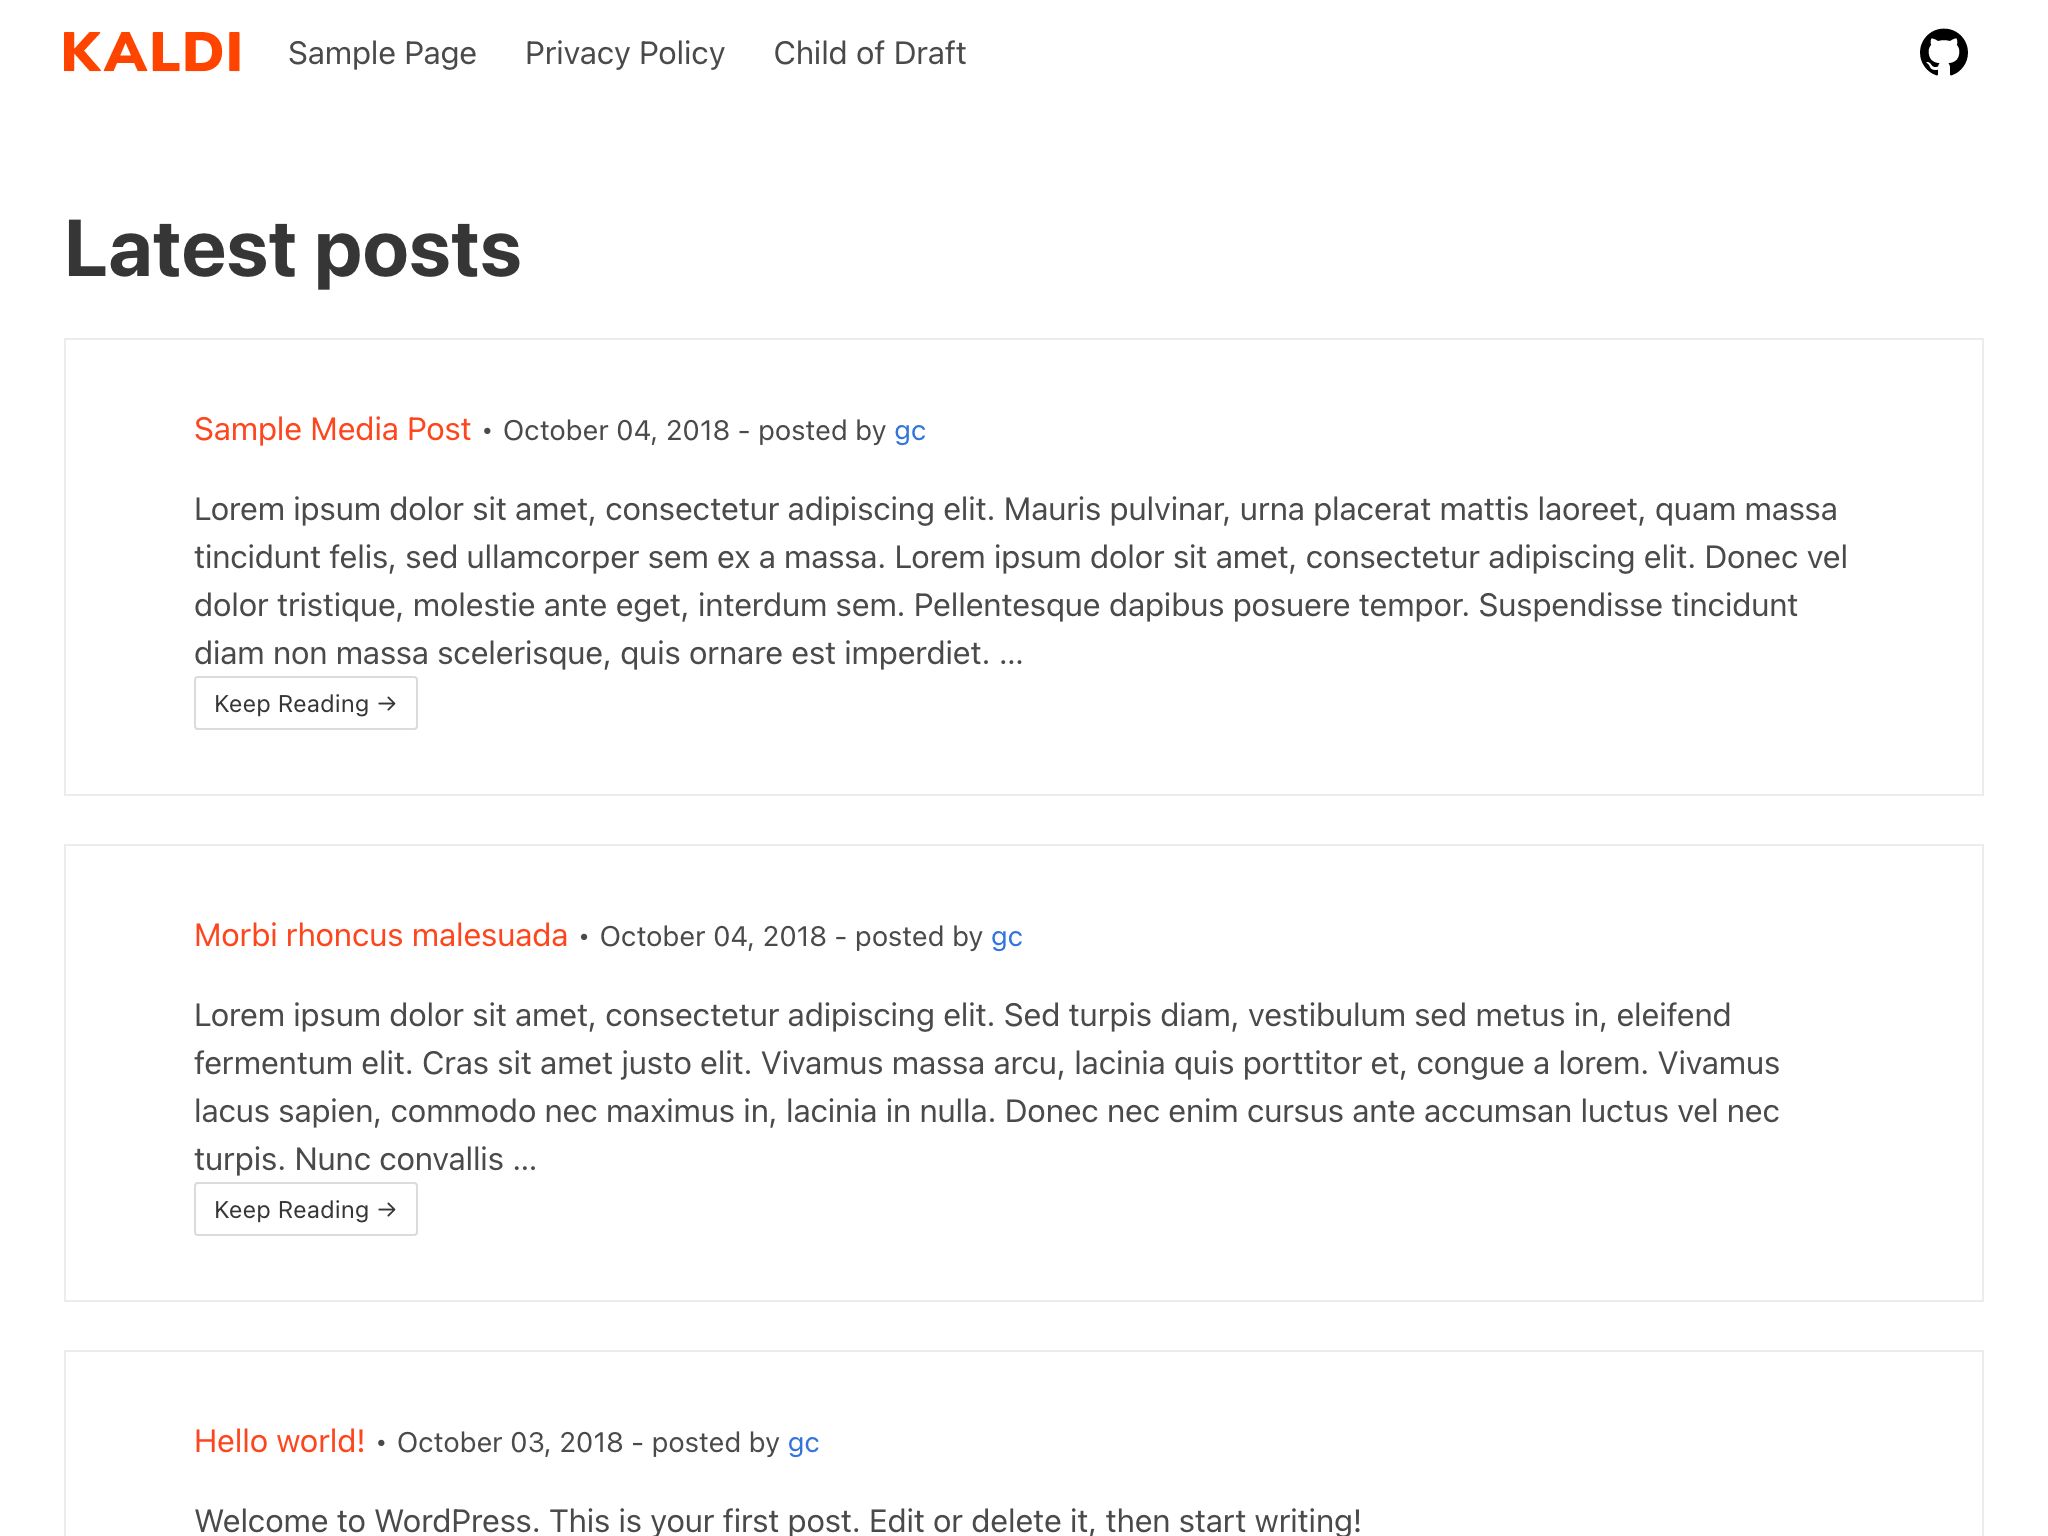 KALDI Sample Page Privacy Policy Child of Draft
Latest posts
Sample Media Post • October 04, 2018 - posted by gc
Lorem ipsum dolor sit amet, consectetur adipiscing elit. Mauris pulvinar, urna placerat mattis laoreet, quam massa
tincidunt felis, sed ullamcorper sem ex a massa. Lorem ipsum dolor sit amet, consectetur adipiscing elit. Donec vel
dolor tristique, molestie ante eget, interdum sem. Pellentesque dapibus posuere tempor. Suspendisse tincidunt
diam non massa scelerisque, quis ornare est imperdiet. …
Keep Reading →
Morbi rhoncus malesuada • October 04, 2018 - posted by gc
Lorem ipsum dolor sit amet, consectetur adipiscing elit. Sed turpis diam, vestibulum sed metus in, eleifend
fermentum elit. Cras sit amet justo elit. Vivamus massa arcu, lacinia quis porttitor et, congue a lorem. Vivamus
lacus sapien, commodo nec maximus in, lacinia in nulla. Donec nec enim cursus ante accumsan luctus vel nec
turpis. Nunc convallis …
Keep Reading →
Hello world! • October 03, 2018 - posted by gc
Welcome to WordPress. This is your first post. Edit or delete it, then start writing!